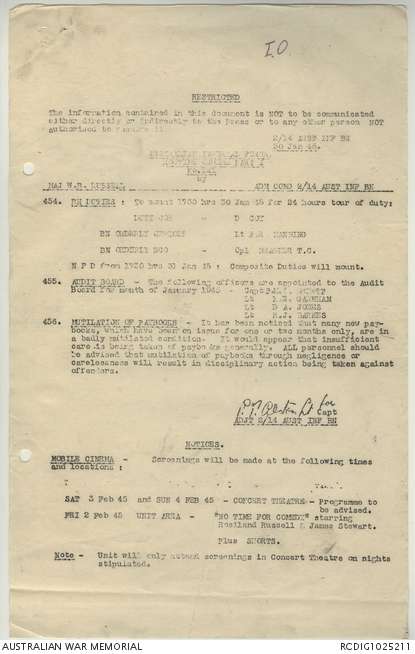 I.O.
RESTRICTED
The information contained in this document is NOT to be communicated
either directly or indirectly to the press or to any other person NOT
authorised to
2/14 AUST INF BN
30 Jan 45.
by
MAJ W.R. ADM COMD 2/14 AUST INF BN
454. BN DUTIES : To mount 1930 hrs 30 Jan 45 for 24 hours tour of duty:
DUTY COY - D COY
BN ORDERLY OFFICER Lt
BN ORDERLY SGO - Cpl T.C.
N P D from 1930 hrs 31 Jan 45 : Composite Duties will mount.
455. AUDIT BOARD - The following officers are appointed to the Audit
Board for month of January 1945 - Capt
Lt
Lt
Lt
456. MUTILATION OF PAYBOOKS - It has been noticed that many new pay-
books, which have been on issue for one or two months only, are in
a badly mutilated condition. It would appear that insufficient
care is being taken of paybooks generally. ALL personnel should
be advised that mutilation of paybooks through negligence or
carelessness will result in disciplinary action being taken against
offenders.
Lt for
Capt
ADJT 2/14 AUST INF BN
NOTICES.
MOBILE CINEMA - Screenings will be made at the following times
and locations :
SAT 3 Feb 45 and SUN 4 FEB 45 - CONCERT THEATRE - Programme to
be advised.
FRI 2 Feb 45 UNIT AREA - "NO TIME FOR COMEDY" starring
Rosiland Russell & James Stewart.
Plus SHORTS.
Note - Unit will only attend screenings in Concert Theatre on nights
stipulated.
AUSTRALIAN WAR MEMORIAL
RCDIG1025211